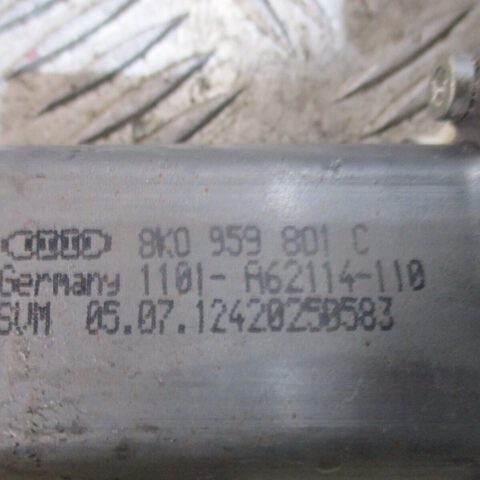 8K0 959 801 C
Germany 1101- A62114-110
SVM 05.07.12420250583